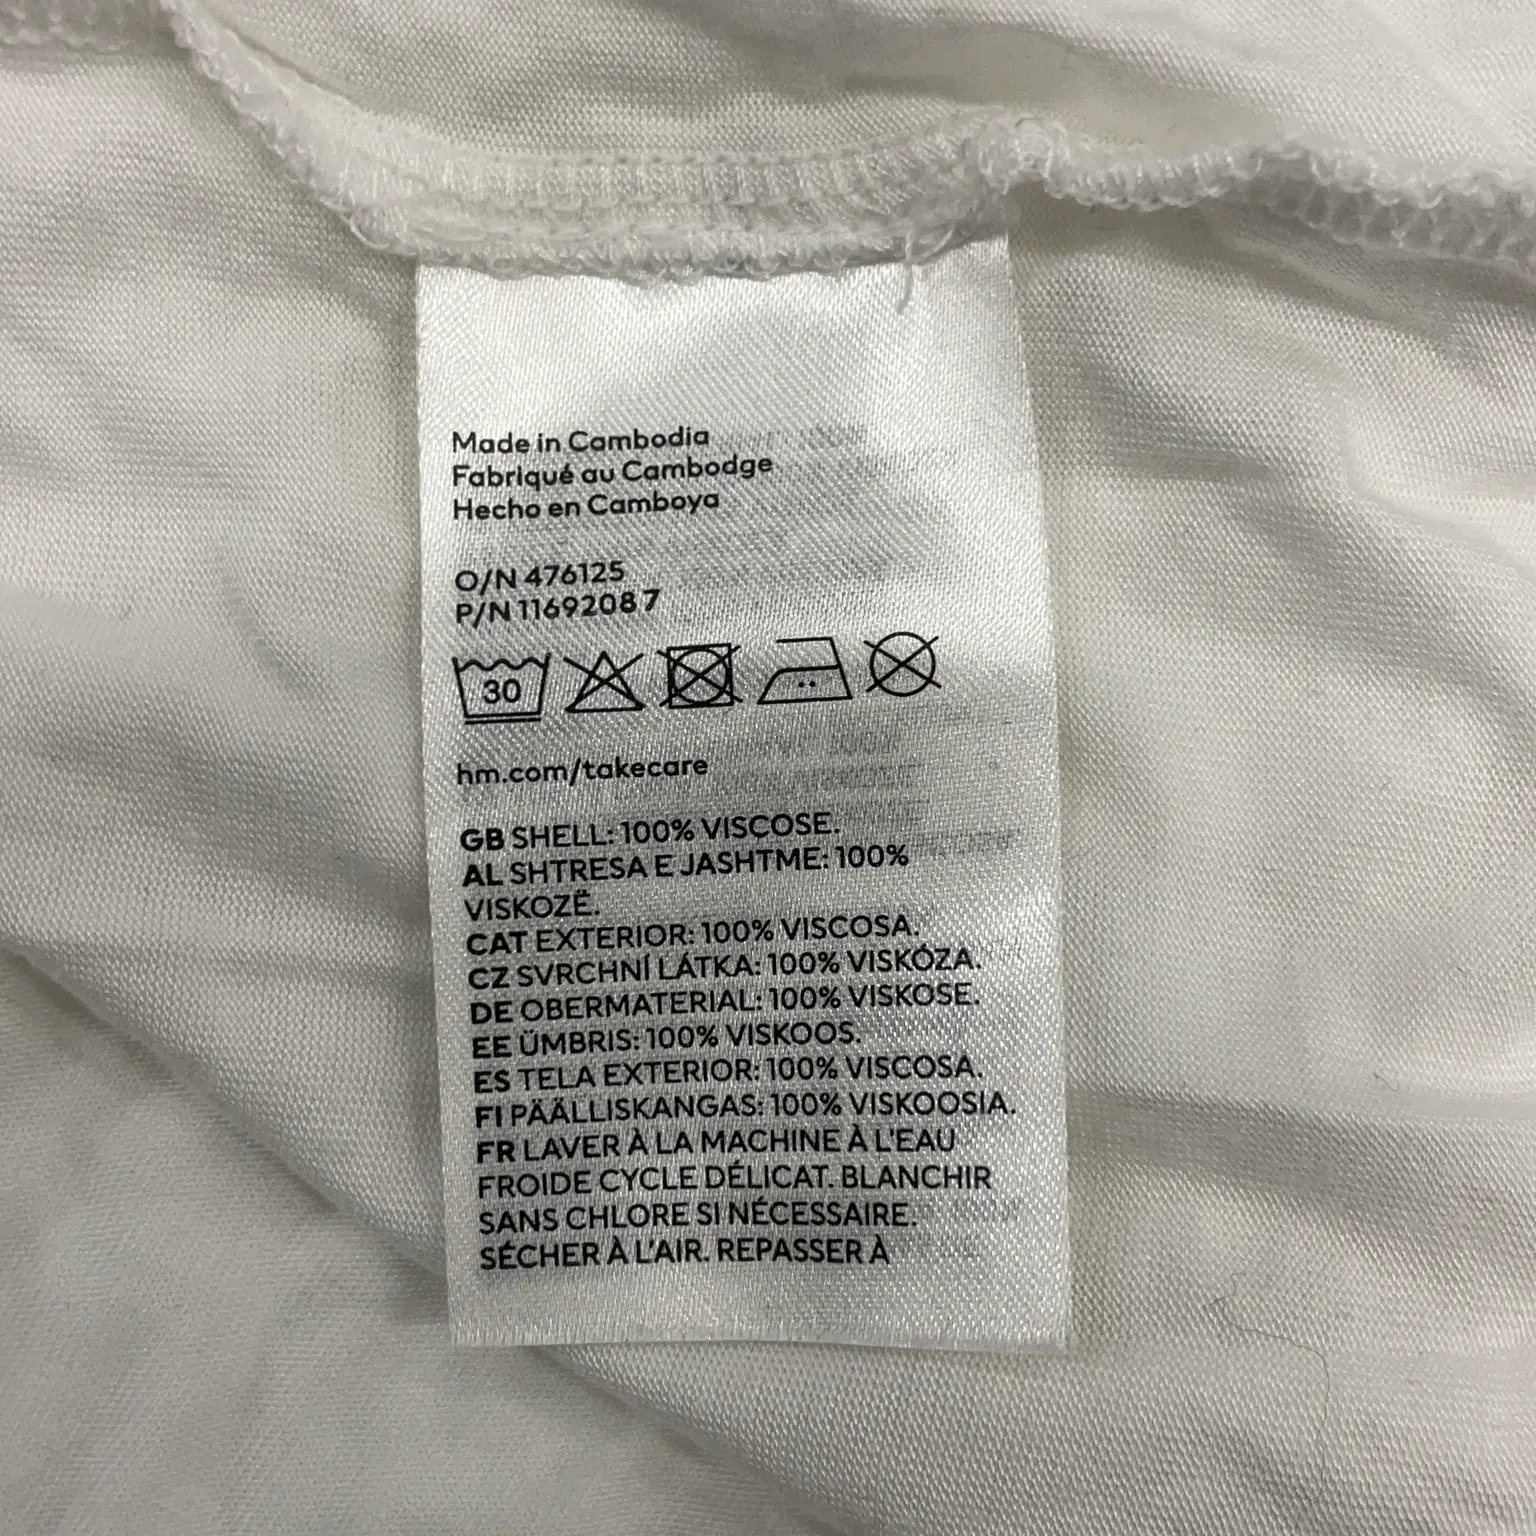 Made in Cambodia
Fabriqué au Cambodge
Hecho en Camboya
O/N 476125
P/N 11692087
30
hm.com/takecare
GB SHELL: 100% VISCOSE.
AL SHTRESA E JASHTME: 100%
VISKOZË.
CAT EXTERIOR: 100% VISCOSA.
CZ SVRCHNÍ LÁTKA: 100% VISKÓZA.
DE OBERMATERIAL: 100% VISKOSE.
EE ÜMBRIS: 100% VISKOOS.
ES TELA EXTERIOR: 100% VISCOSA.
FI PÄÄLLISKANGAS: 100% VISKOOSIA.
FR LAVER À LA MACHINE À L'EAU
FROIDE CYCLE DÉLICAT. BLANCHIR
SANS CHLORE SI NÉCESSAIRE.
SÉCHER À L'AIR. REPASSER À